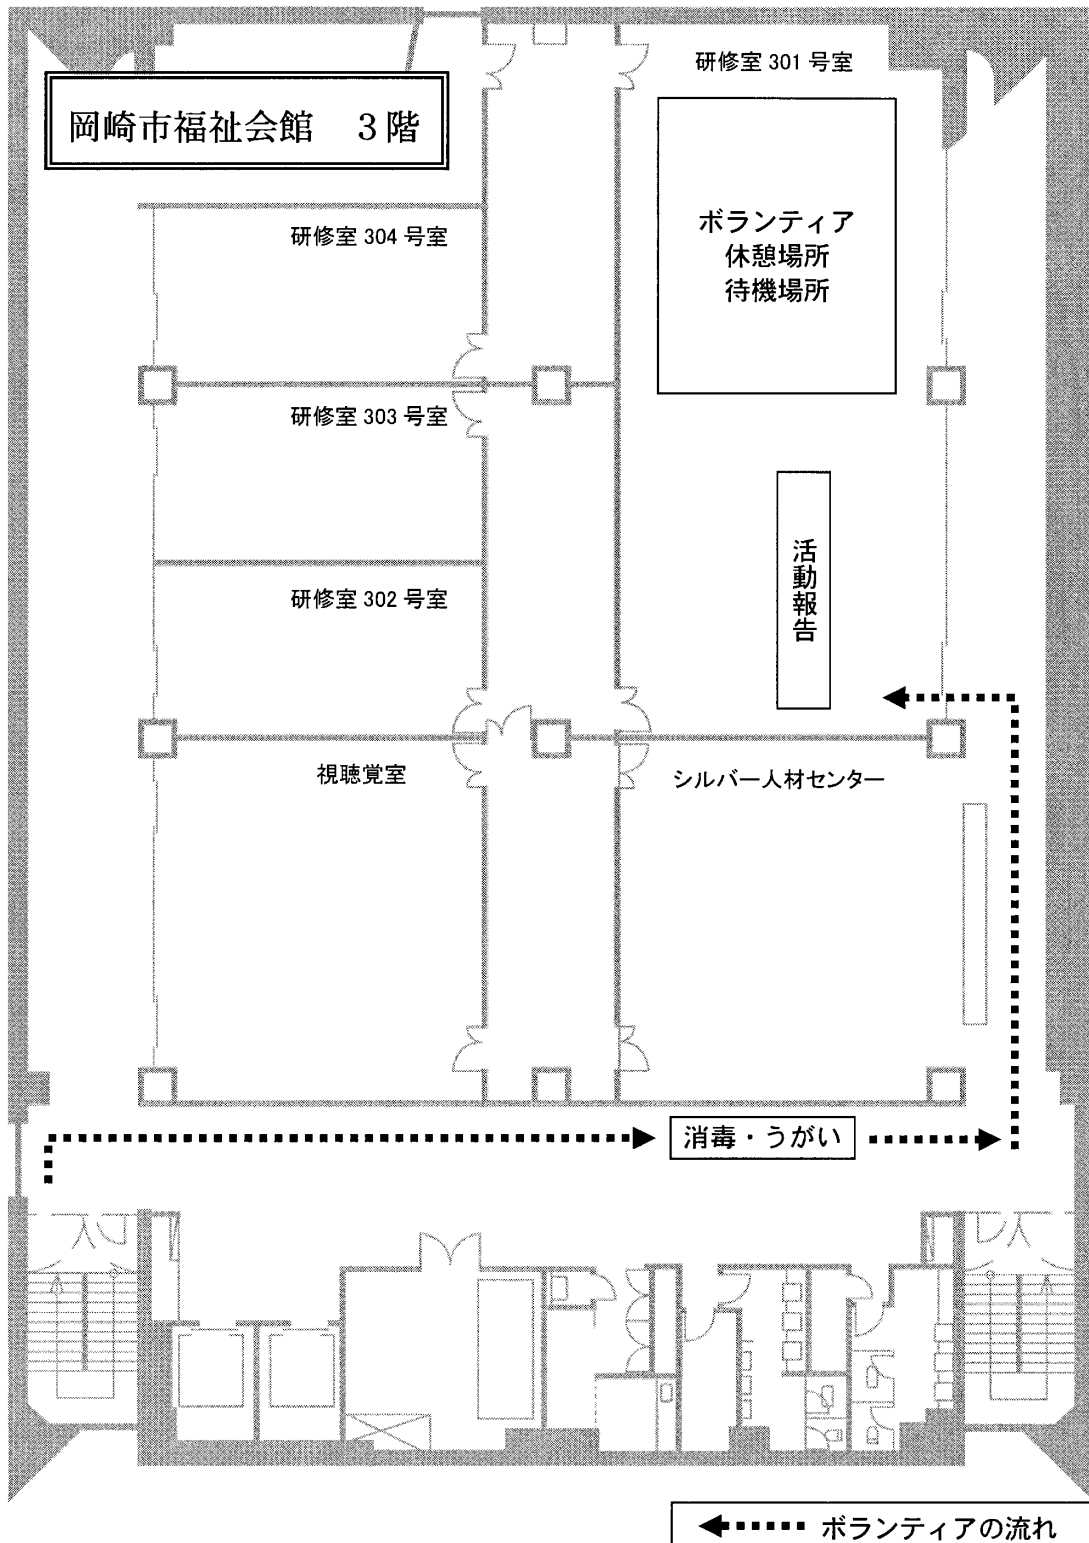 岡崎市福祉会館　３階
研修室 301 号室
ボランティア
休憩場所
待機場所
研修室 304 号室
研修室 303 号室
活動報告
研修室 302 号室
視聴覚室
シルバー人材センター
消毒・うがい
ボランティアの流れ